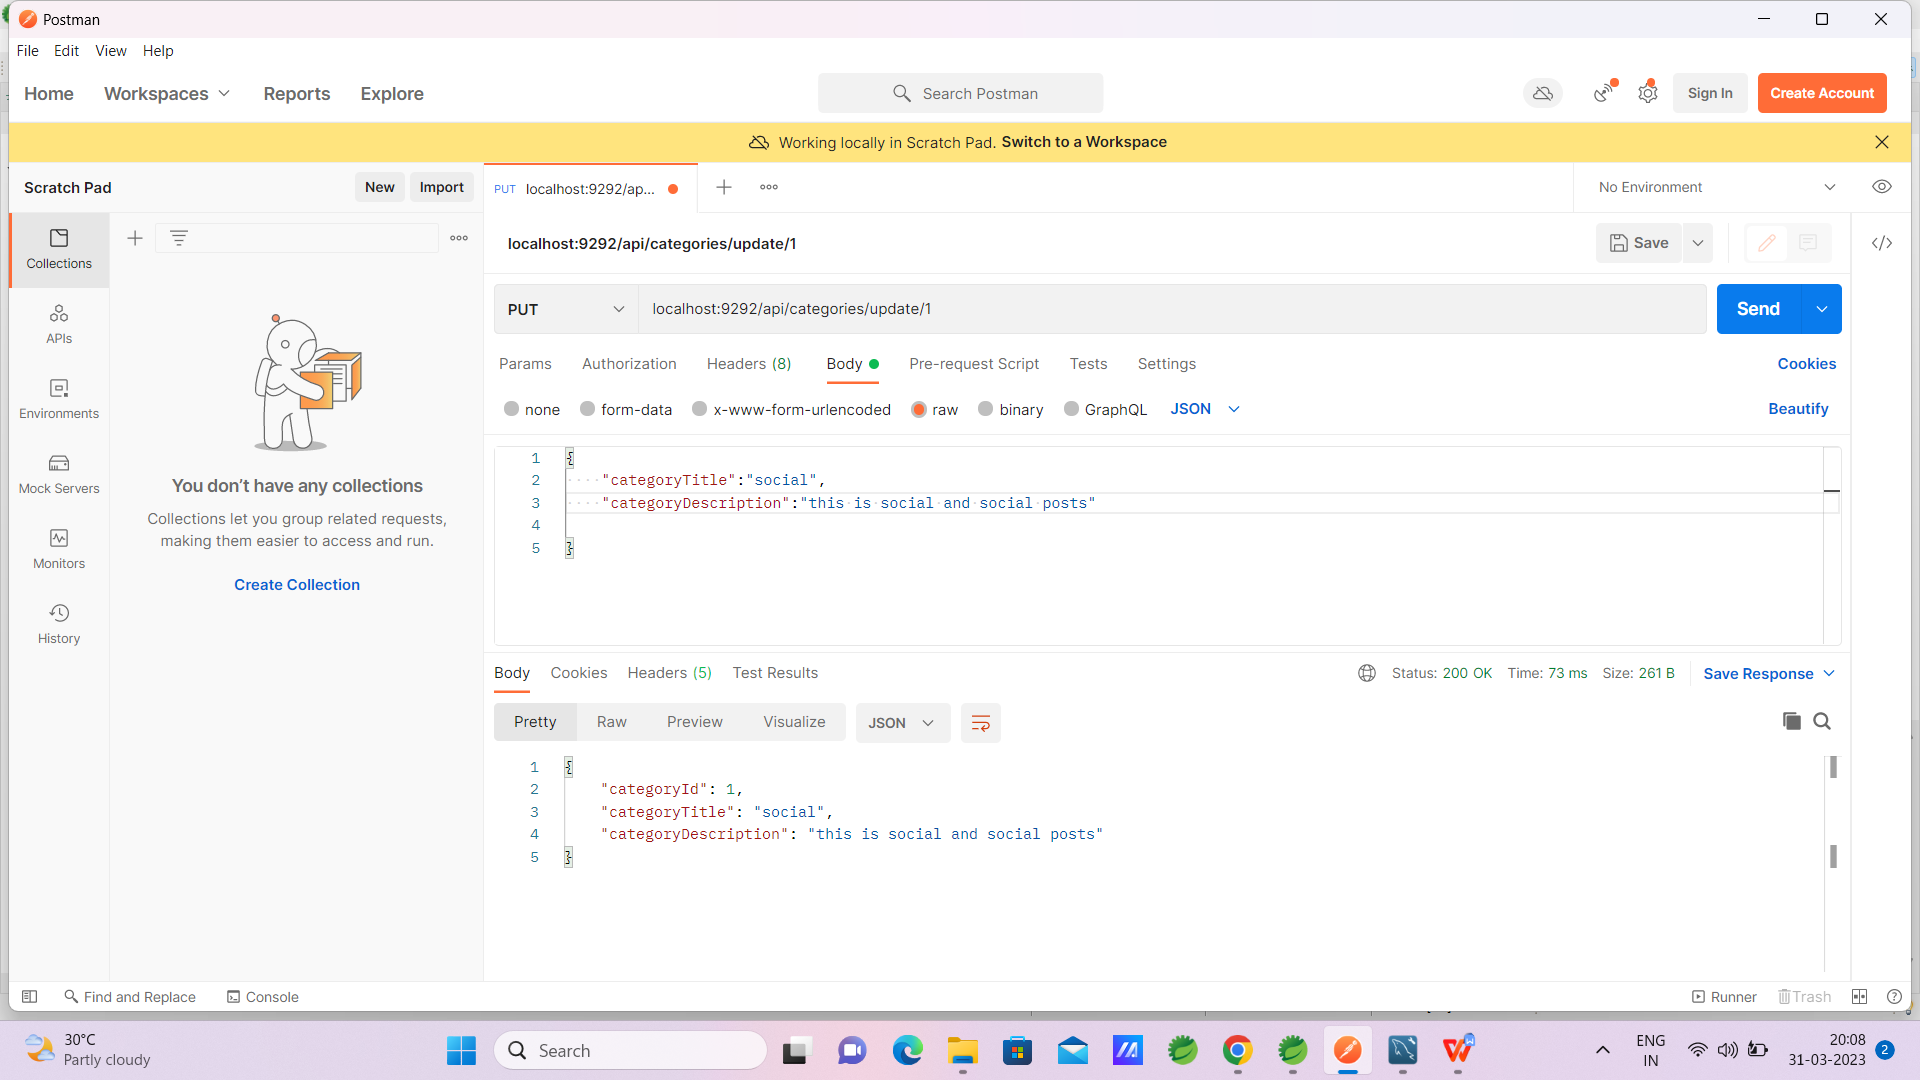 Postman
File Edit View Help
Home Workspaces Reports Explore Search Postman Sign In Create Account
Working locally in Scratch Pad. Switch to a Workspace
Scratch Pad New Import PUT localhost:9292/ap... No Environment
localhost:9292/api/categories/update/1 Save
PUT localhost:9292/api/categories/update/1 Send
Params Authorization Headers (8) Body Pre-request Script Tests Settings Cookies
none form-data x-www-form-urlencoded raw binary GraphQL JSON Beautify
1 {
2 "categoryTitle":"social",
3 "categoryDescription":"this is social and social posts"
4
5 }
Collections
APIs
Environments
Mock Servers
Monitors
History
You don't have any collections
Collections let you group related requests,
making them easier to access and run.
Create Collection
Body Cookies Headers (5) Test Results Status: 200 OK Time: 73 ms Size: 261 B Save Response
Pretty Raw Preview Visualize JSON
1 {
2 "categoryId": 1,
3 "categoryTitle": "social",
4 "categoryDescription": "this is social and social posts"
5 }
Find and Replace Console Runner Trash
30°C
Partly cloudy
Search
ENG
IN
20:08
31-03-2023
2